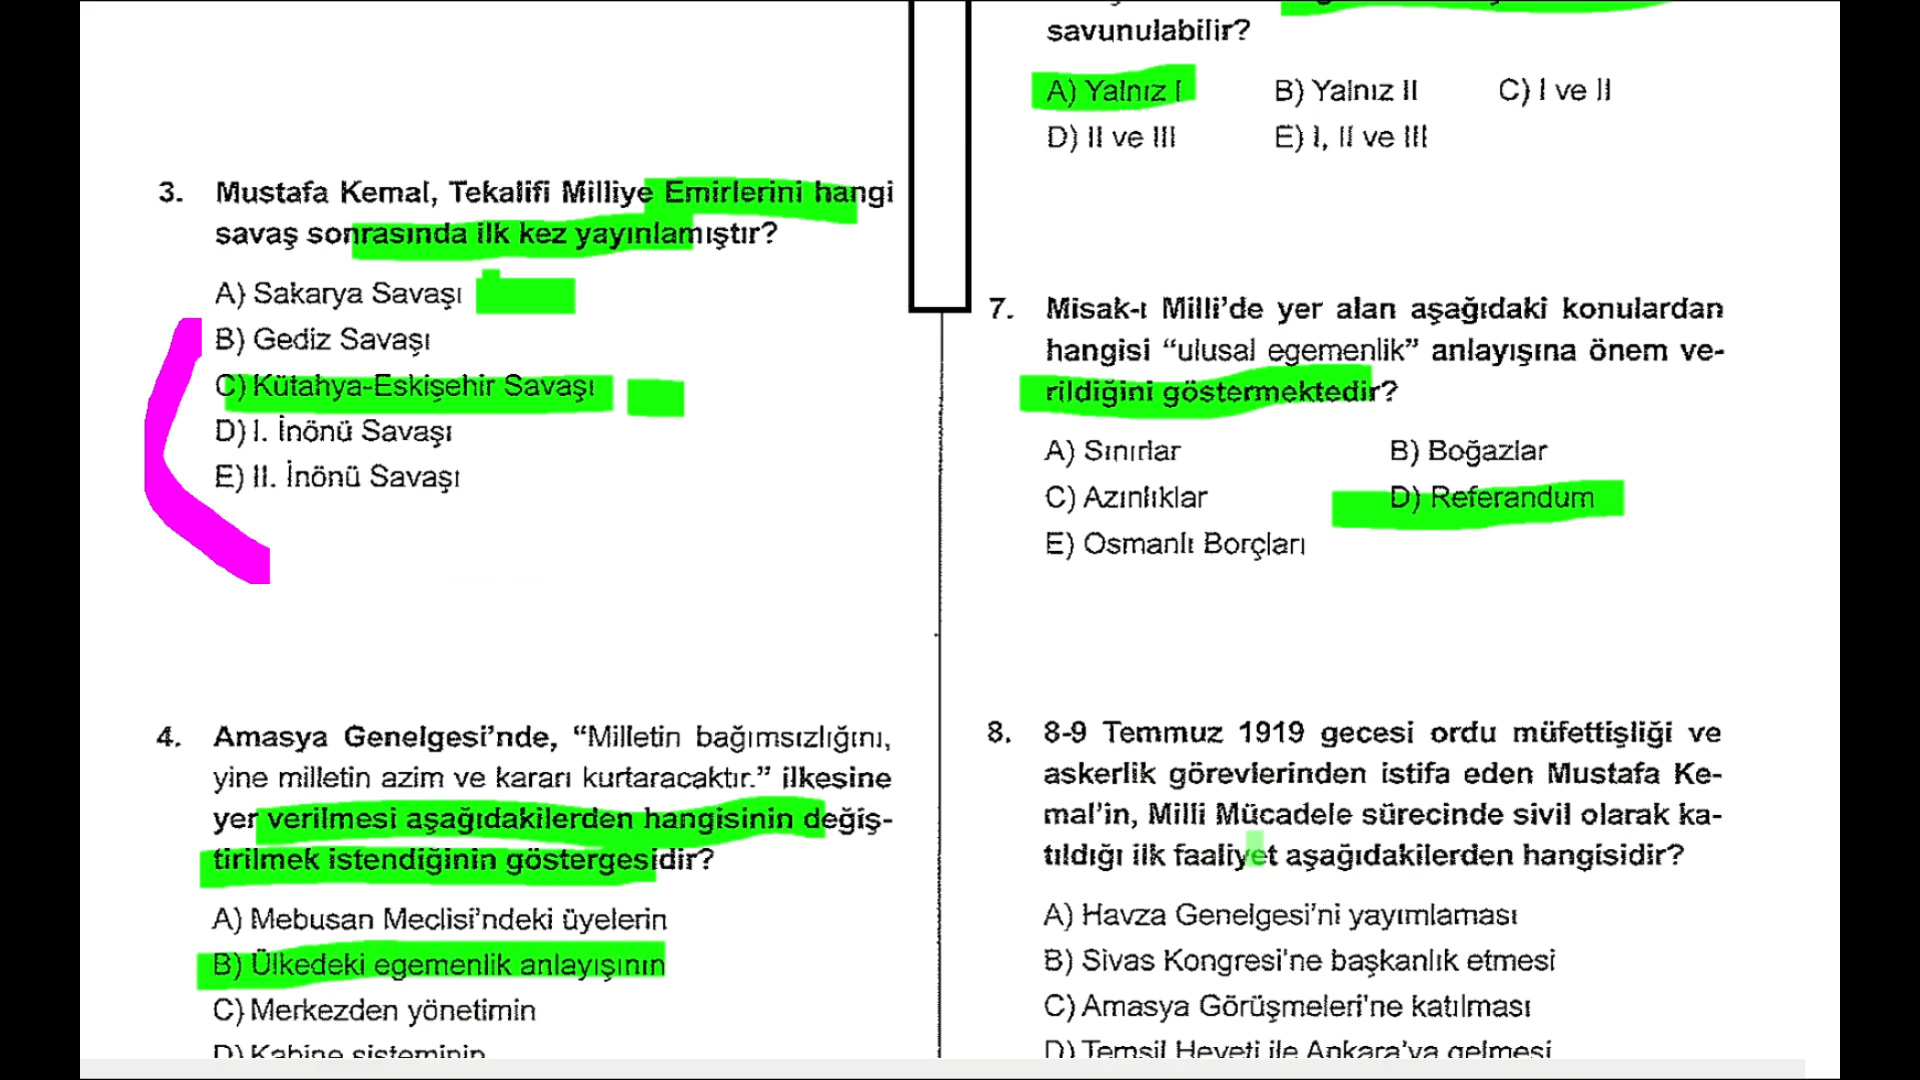 3. Mustafa Kemal, Tekalifi Milliye Emirlerini hangi
savaş sonrasında ilk kez yayınlamıştır?
A) Sakarya Savaşı
B) Gediz Savaşı
C) Kütahya-Eskişehir Savaşı
D) I. İnönü Savaşı
E) II. İnönü Savaşı
4. Amasya Genelgesi’nde, “Milletin bağımsızlığını,
yine milletin azim ve kararı kurtaracaktır.” ilkesine
yer verilmesi aşağıdakilerden hangisinin değiş-
tirilmek istendiğinin göstergesidir?
A) Mebusan Meclisi’ndeki üyelerin
B) Ülkedeki egemenlik anlayışının
C) Merkezden yönetimin
D) Kabine sisteminin
savunulabilir?
A) Yalnız I B) Yalnız II C) I ve II
D) II ve III E) I, II ve III
7. Misak-ı Milli’de yer alan aşağıdaki konulardan
hangisi “ulusal egemenlik” anlayışına önem ve-
rildiğini göstermektedir?
A) Sınırlar B) Boğazlar
C) Azınlıklar D) Referandum
E) Osmanlı Borçları
8. 8-9 Temmuz 1919 gecesi ordu müfettişliği ve
askerlik görevlerinden istifa eden Mustafa Ke-
mal’in, Milli Mücadele sürecinde sivil olarak ka-
tıldığı ilk faaliyet aşağıdakilerden hangisidir?
A) Havza Genelgesi’ni yayımlaması
B) Sivas Kongresi’ne başkanlık etmesi
C) Amasya Görüşmeleri’ne katılması
D) Temsil Heyeti ile Ankara’ya gelmesi